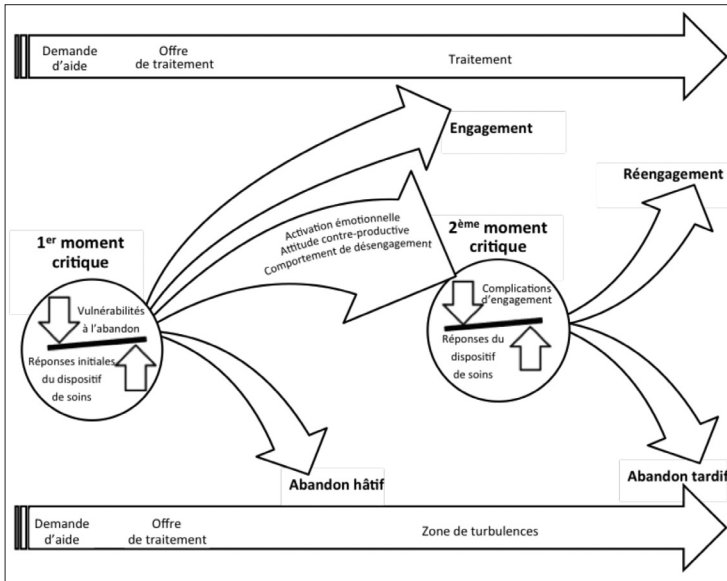 Demande
d'aide
Offre
de traitement
Traitement
Engagement
Réengagement
Activation émotionnelle
Attitude contre-productive
Comportement de désengagement
1er moment
critique
2ème moment
critique
Vulnérabilités
à l'abandon
Réponses initiales
du dispositif
de soins
Complications
d'engagement
Réponses du
dispositif
de soins
Abandon hâtif
Abandon tardif
Demande
d'aide
Offre
de traitement
Zone de turbulences